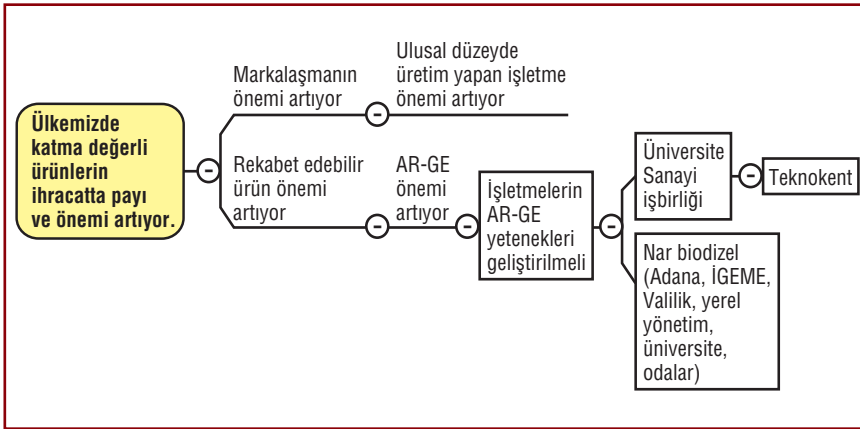 Ülkemizde
katma değerli
ürünlerin
ihracatta payı
ve önemi artıyor.
Markalaşmanın
önemi artıyor
Ulusal düzeyde
üretim yapan işletme
önemi artıyor
Rekabet edebilir
ürün önemi
artıyor
AR-GE
önemi
artıyor
İşletmelerin
AR-GE
yetenekleri
geliştirilmeli
Üniversite
Sanayi
işbirliği
Teknokent
Nar biodizel
(Adana, İGEME,
Valilik, yerel
yönetim,
üniversite,
odalar)